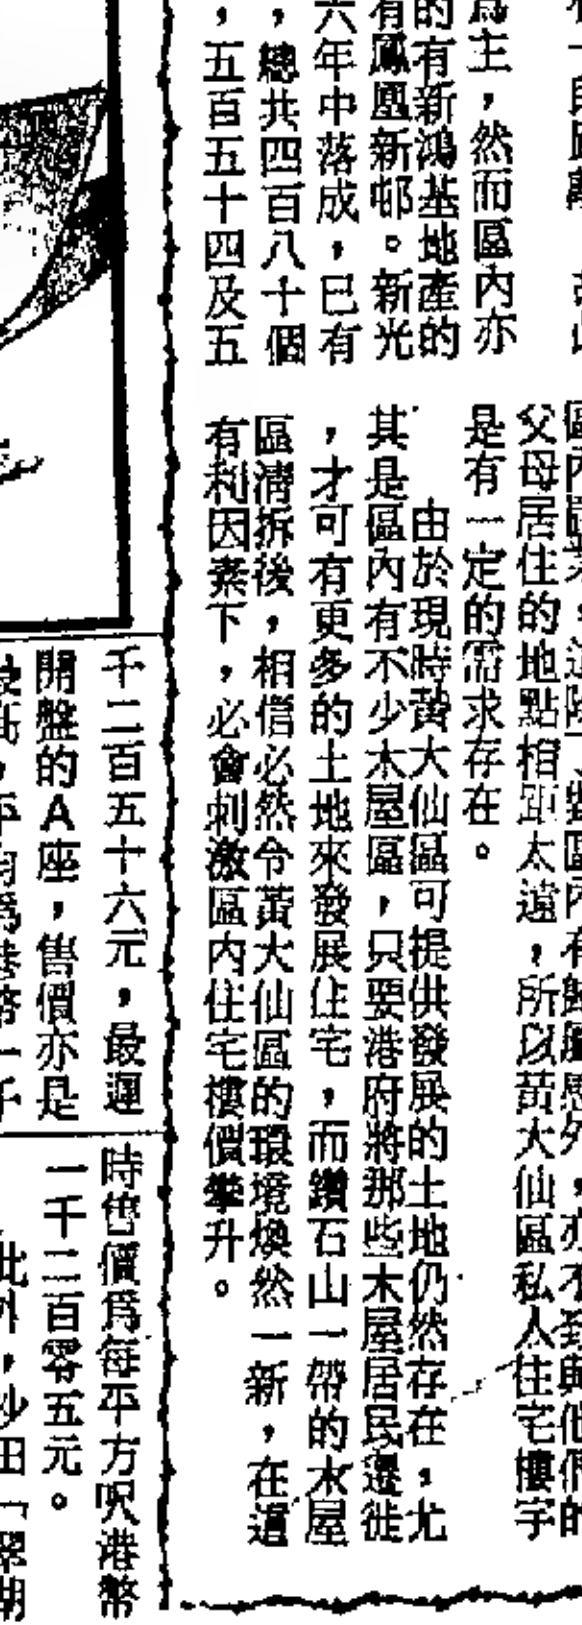 為主，然而區內亦
的有新鴻基地產的
有鳳凰新邨。新光
六年中落成，已有
，總共四百八十個
，五百五十四及五
父母居住的地點相距太遠，所以黃大仙區私人住宅樓宇
是有一定的需求存在。
由於現時黃大仙區可提供發展的土地仍然存在，尤
其是區內有不少木屋區，只要港府將那些木屋居民遷徙
，才可有更多的土地來發展住宅，而鑽石山一帶的木屋
區清拆後，相信必然令黃大仙區的環境煥然一新，在這
有利因素下，必會刺激區內住宅樓價攀升。
千二百五十六元，最遲
開盤的A座，售價亦是
時售價爲每平方呎港幣
一千二百零五元。
此外，沙田「翠湖